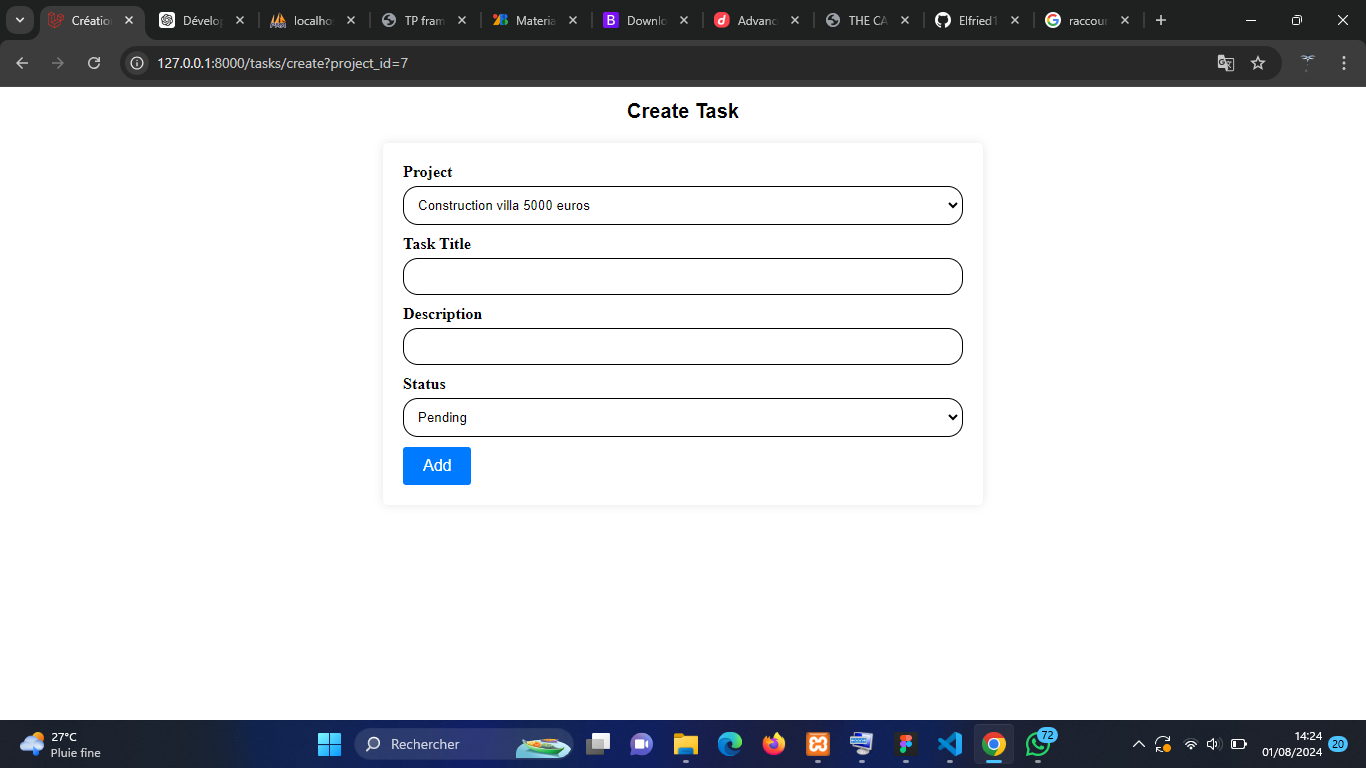 Création
Dévelop
localhos
TP fram
Materia
Downlo
Advanc
THE CA
Elfried1
raccour
127.0.0.1:8000/tasks/create?project_id=7
Create Task
Project
Construction villa 5000 euros
Task Title
Description
Status
Pending
Add
27°C
Pluie fine
Rechercher
72
14:24
01/08/2024
20